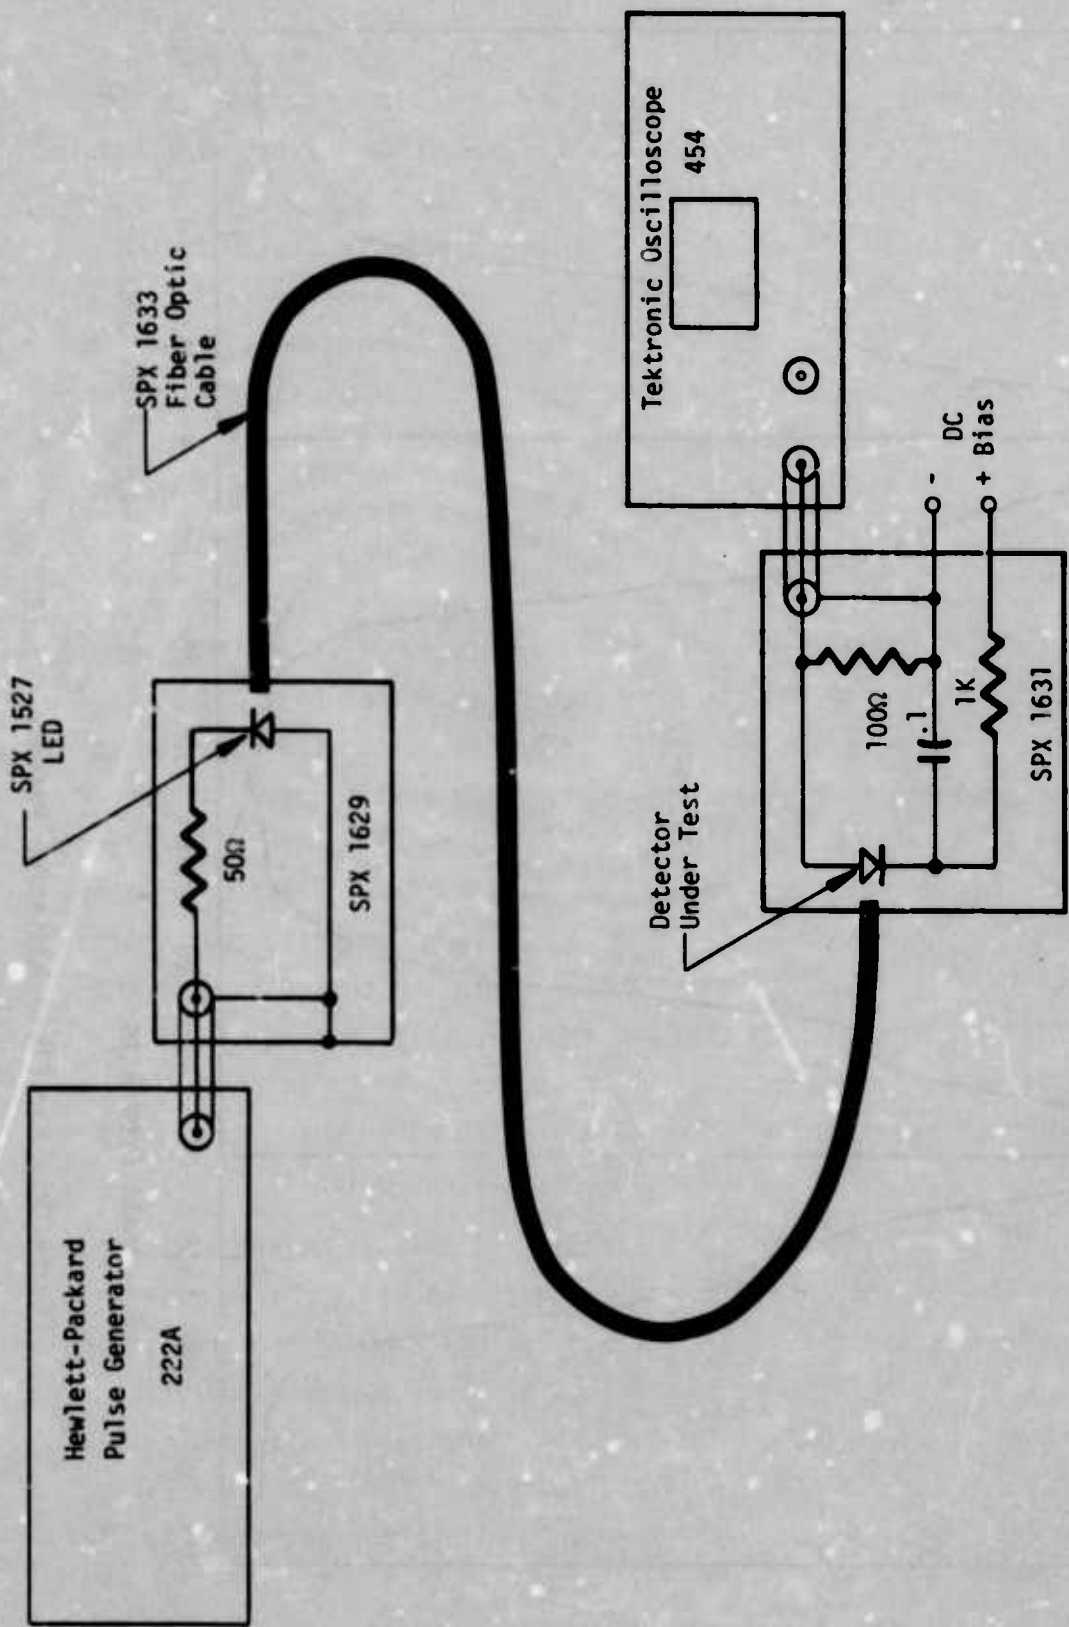 Hewlett-Packard
Pulse Generator
222A
SPX 1527
LED
50Ω
SPX 1629
SPX 1633
Fiber Optic
Cable
Tektronic Oscilloscope
454
Detector
Under Test
100Ω
.1
1K
SPX 1631
-
DC
+ Bias